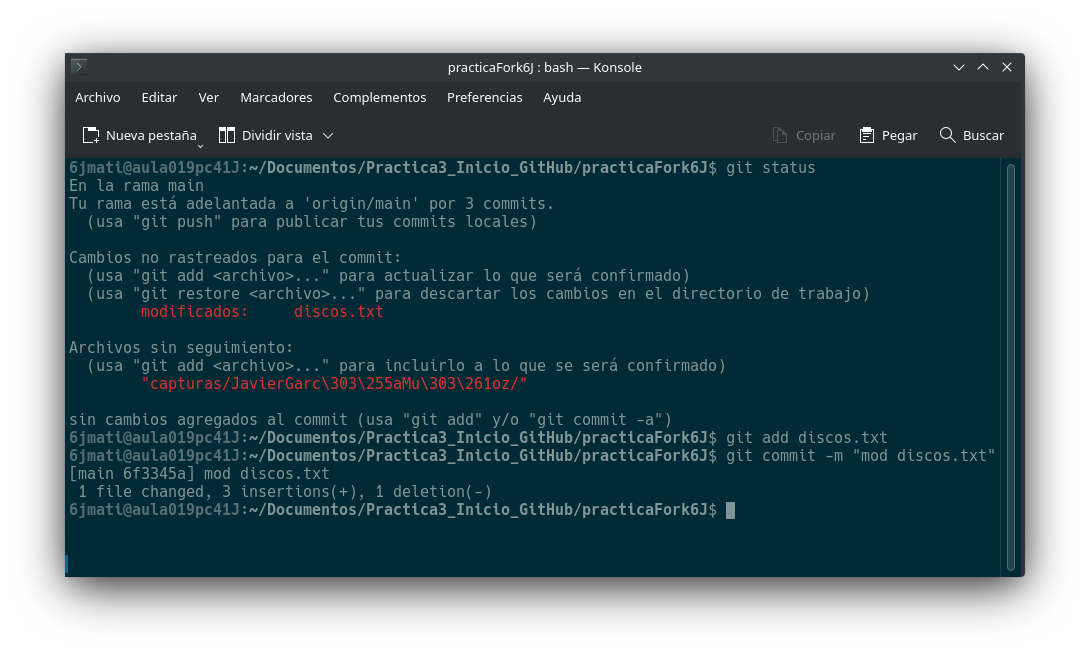 practicaFork6J : bash — Konsole
Archivo Editar Ver Marcadores Complementos Preferencias Ayuda
Nueva pestaña Dividir vista Copiar Pegar Buscar
6jmati@aula019pc41J:~/Documentos/Practica3_Inicio_GitHub/practicaFork6J$ git status
En la rama main
Tu rama está adelantada a 'origin/main' por 3 commits.
  (usa "git push" para publicar tus commits locales)

Cambios no rastreados para el commit:
  (usa "git add <archivo>..." para actualizar lo que será confirmado)
  (usa "git restore <archivo>..." para descartar los cambios en el directorio de trabajo)
        modificados:     discos.txt

Archivos sin seguimiento:
  (usa "git add <archivo>..." para incluirlo a lo que se será confirmado)
        "capturas/JavierGarc\303\255aMu\303\261oz/"

sin cambios agregados al commit (usa "git add" y/o "git commit -a")
6jmati@aula019pc41J:~/Documentos/Practica3_Inicio_GitHub/practicaFork6J$ git add discos.txt
6jmati@aula019pc41J:~/Documentos/Practica3_Inicio_GitHub/practicaFork6J$ git commit -m "mod discos.txt"
[main 6f3345a] mod discos.txt
 1 file changed, 3 insertions(+), 1 deletion(-)
6jmati@aula019pc41J:~/Documentos/Practica3_Inicio_GitHub/practicaFork6J$